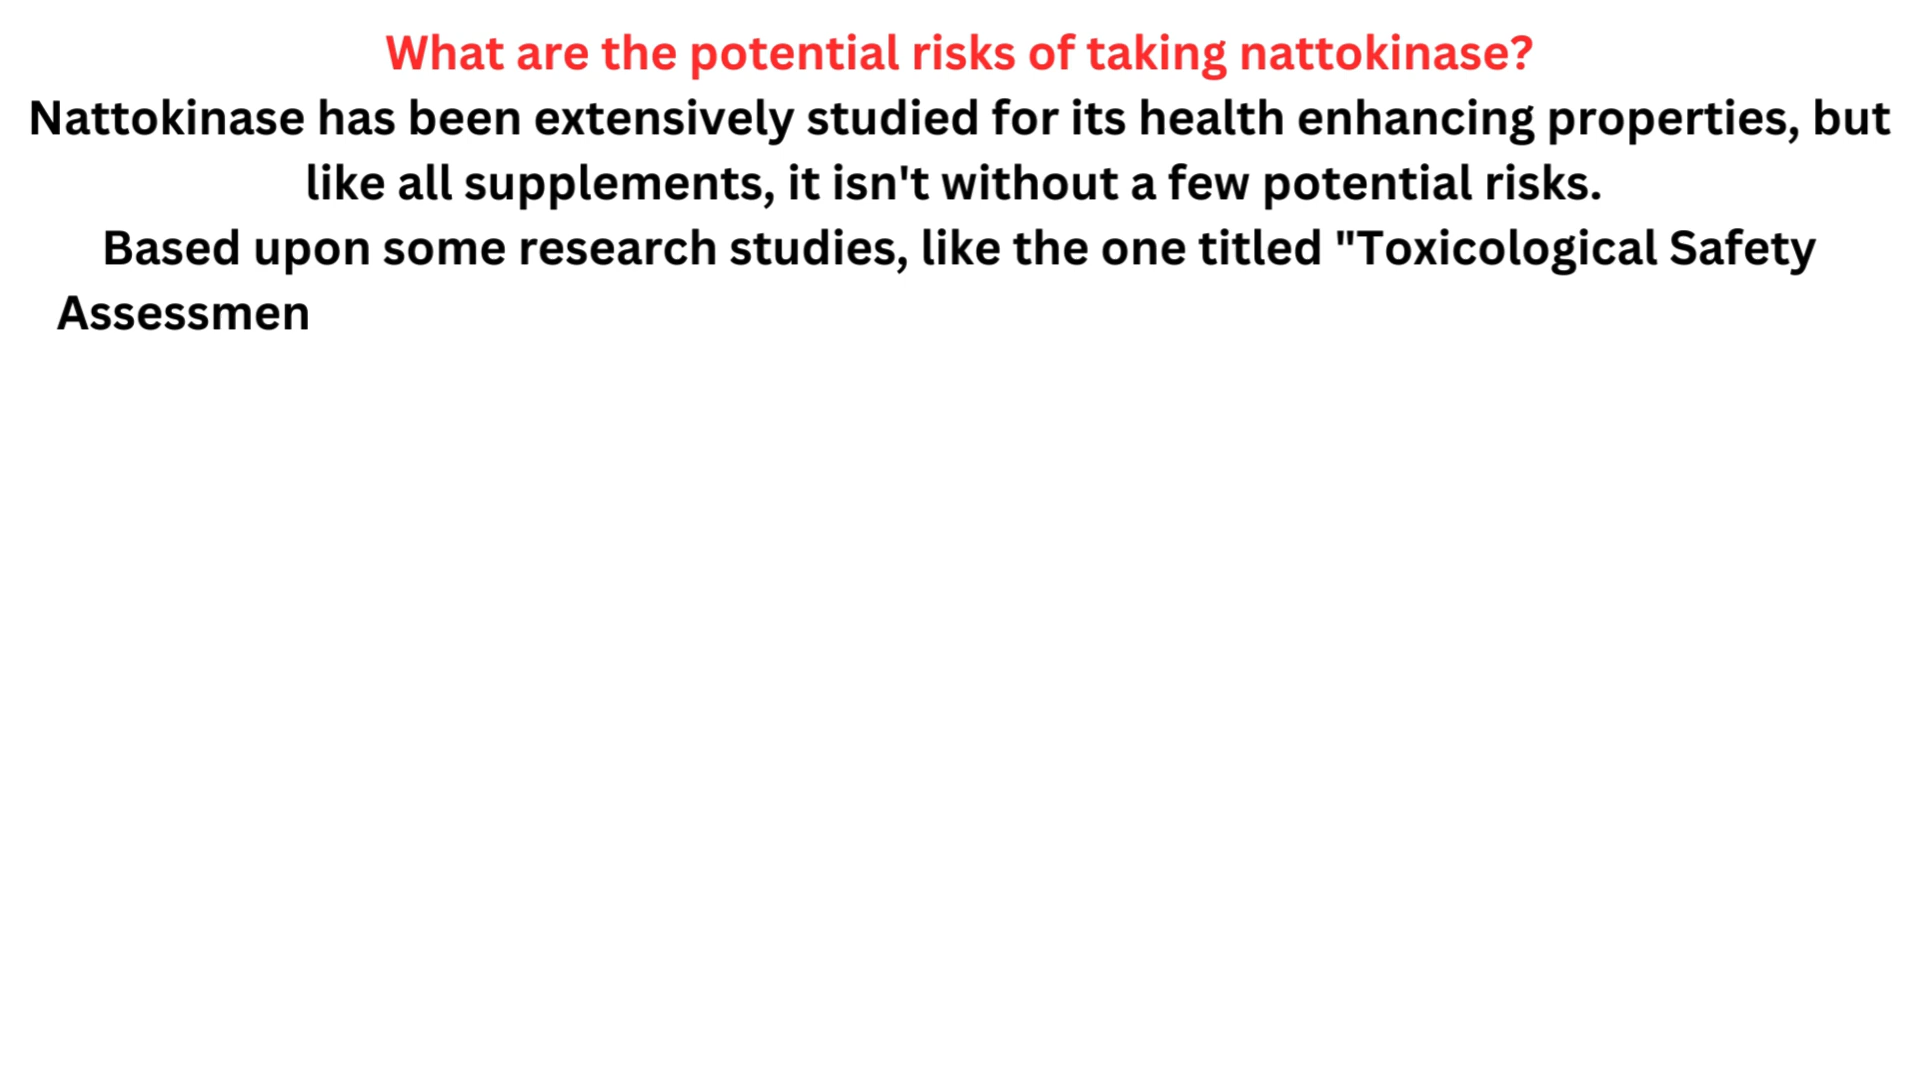 What are the potential risks of taking nattokinase?
Nattokinase has been extensively studied for its health enhancing properties, but
like all supplements, it isn't without a few potential risks.
Based upon some research studies, like the one titled "Toxicological Safety
Assessmen